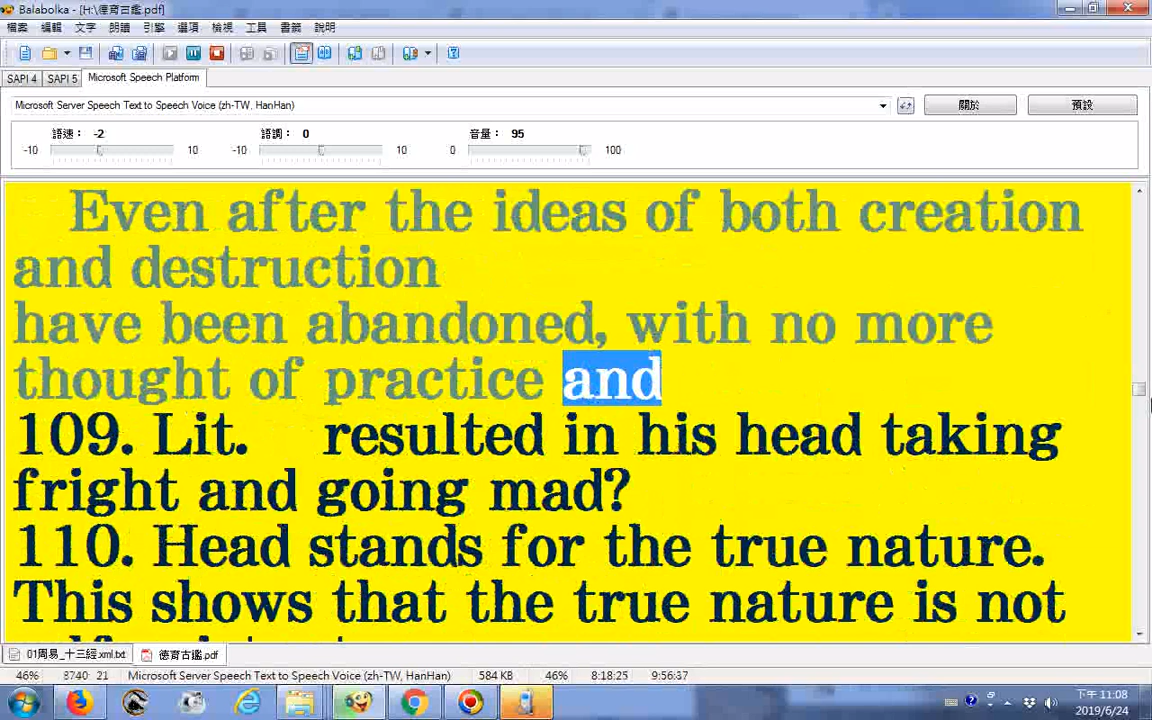 Balabolka - [H:\德育古鑑.pdf]
檔案 編輯 文字 朗讀 引擎 選項 檢視 工具 書籤 說明
SAPI 4 SAPI 5 Microsoft Speech Platform
Microsoft Server Speech Text to Speech Voice (zh-TW, HanHan)
關於 預設
語速： -2 語調： 0 音量： 95
-10 10 -10 10 0 100
Even after the ideas of both creation
and destruction
have been abandoned, with no more
thought of practice and
109. Lit. resulted in his head taking
fright and going mad?
110. Head stands for the true nature.
This shows that the true nature is not
01周易_十三經.xml.txt 德育古鑑.pdf
46% 8740: 21 Microsoft Server Speech Text to Speech Voice (zh-TW, HanHan) 584 KB 46% 8:18:25 9:56:37
下午 11:08
2019/6/24